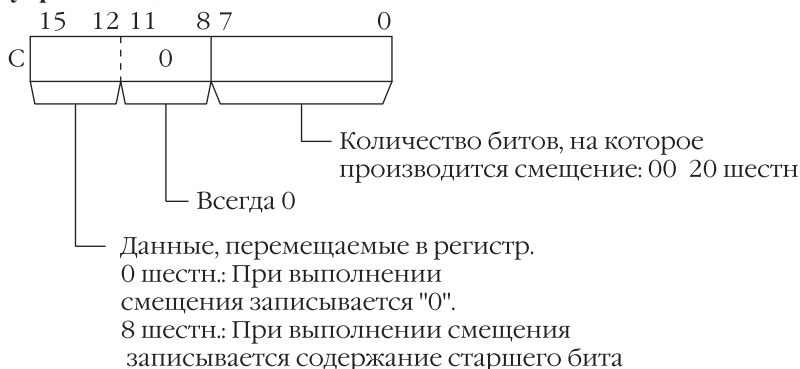 15 12 11 8 7 0
С 0
Количество битов, на которое
производится смещение: 00 20 шестн
Всегда 0
Данные, перемещаемые в регистр.
0 шестн.: При выполнении
смещения записывается "0".
8 шестн.: При выполнении смещения
записывается содержание старшего бита